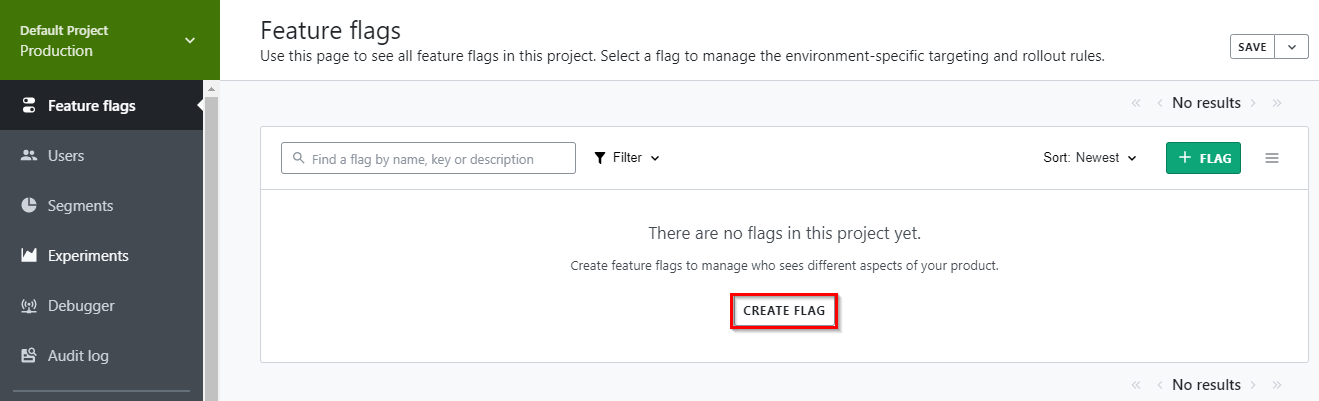 Default Project
Production
Feature flags
Users
Segments
Experiments
Debugger
Audit log
Feature flags
Use this page to see all feature flags in this project. Select a flag to manage the environment-specific targeting and rollout rules.
SAVE
No results
Find a flag by name, key or description
Filter
Sort: Newest
+ FLAG
There are no flags in this project yet.
Create feature flags to manage who sees different aspects of your product.
CREATE FLAG
No results